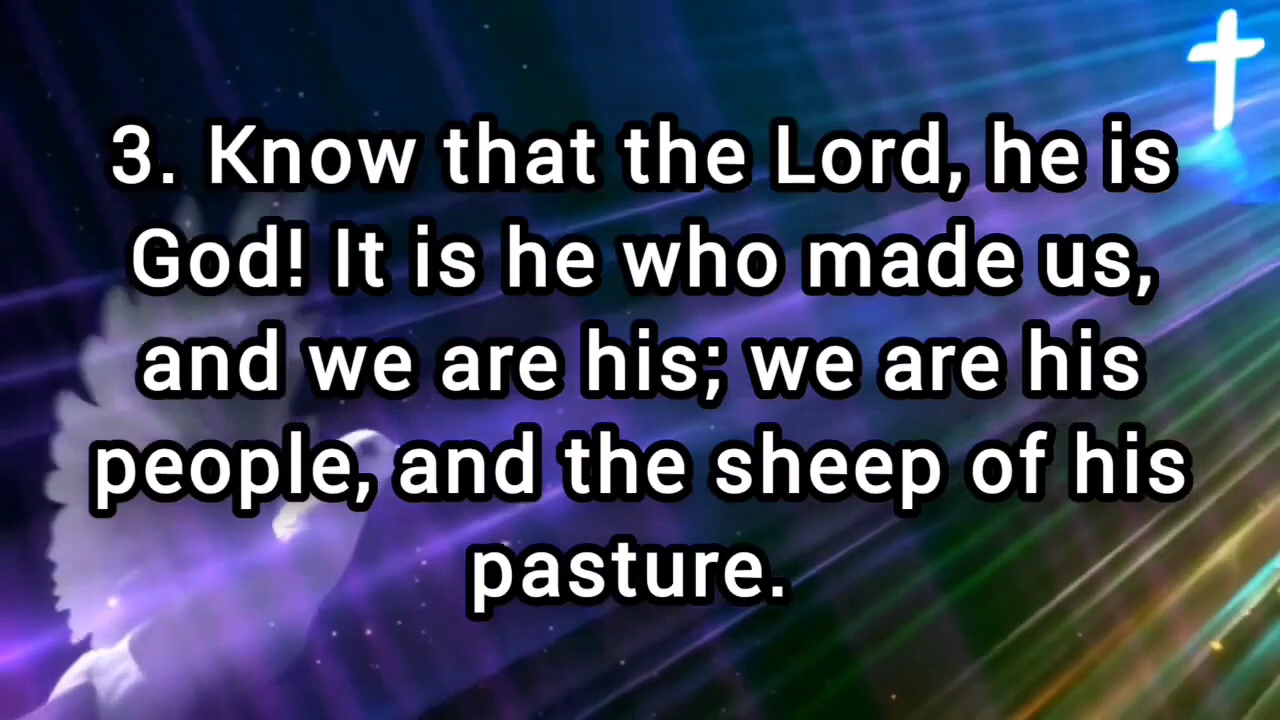 3. Know that the Lord, he is
God! It is he who made us,
and we are his; we are his
people, and the sheep of his
pasture.